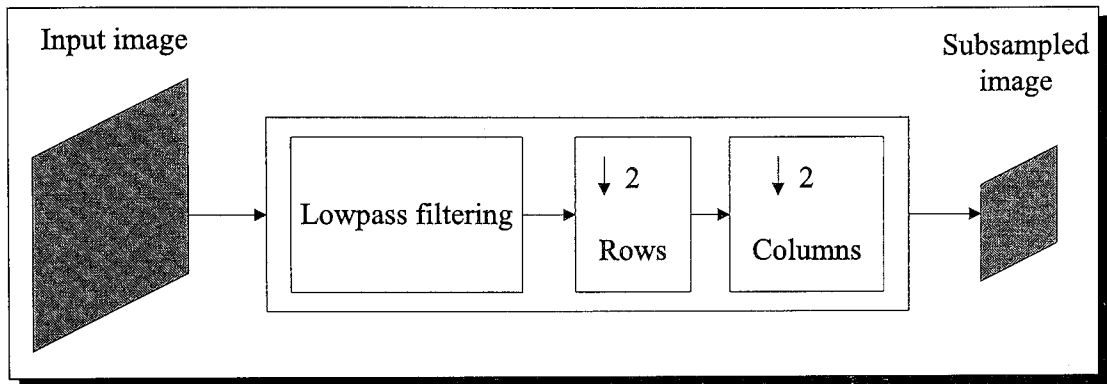 Input image
Subsampled
image
Lowpass filtering
↓ 2
Rows
↓ 2
Columns